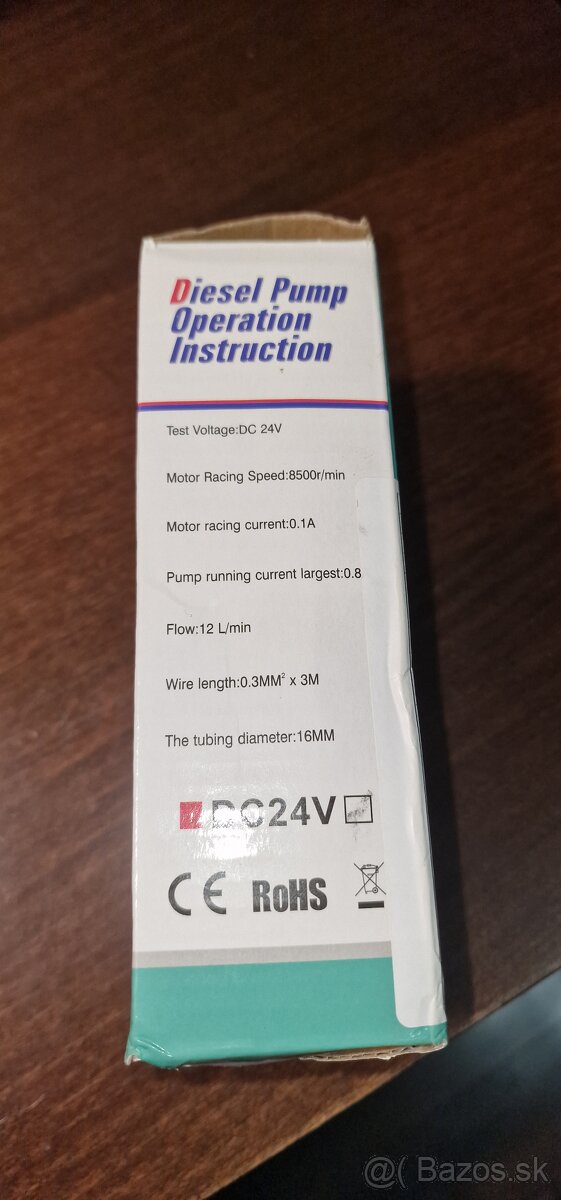 Diesel Pump
Operation
Instruction
Test Voltage:DC 24V
Motor Racing Speed:8500r/min
Motor racing current:0.1A
Pump running current largest:0.8
Flow:12 L/min
Wire length:0.3MM² x 3M
The tubing diameter:16MM
DC24V
CE RoHS
@( Bazos.sk